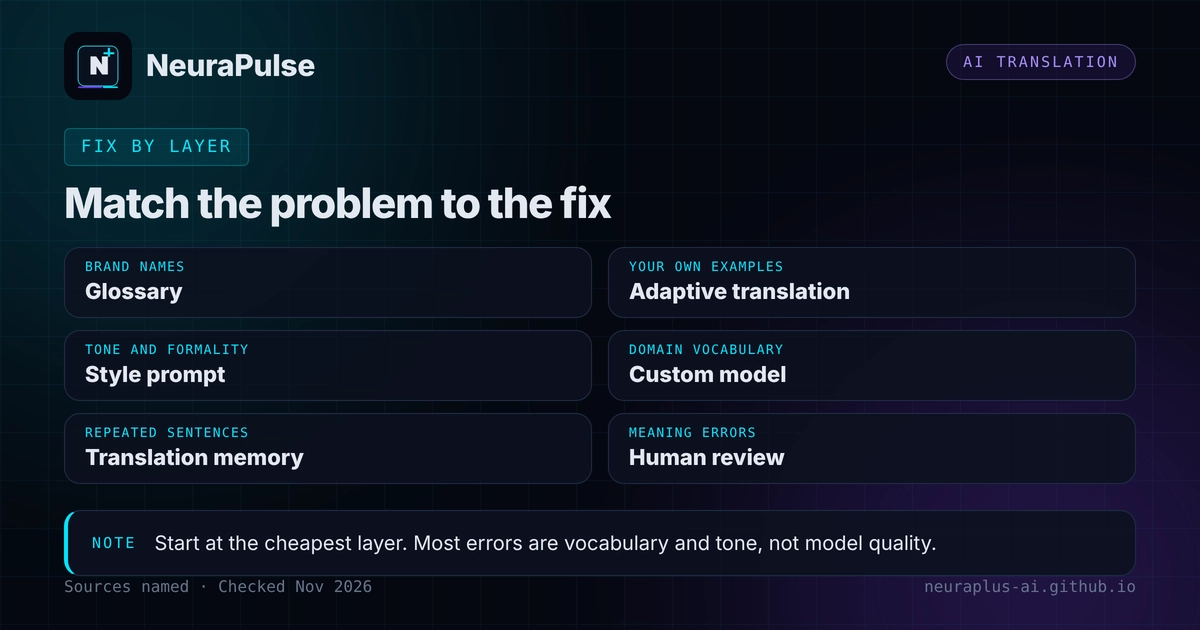 N+
NeuraPulse
AI TRANSLATION
FIX BY LAYER
Match the problem to the fix
BRAND NAMES
Glossary
YOUR OWN EXAMPLES
Adaptive translation
TONE AND FORMALITY
Style prompt
DOMAIN VOCABULARY
Custom model
REPEATED SENTENCES
Translation memory
MEANING ERRORS
Human review
NOTE Start at the cheapest layer. Most errors are vocabulary and tone, not model quality.
Sources named · Checked Nov 2026
neuraplus-ai.github.io